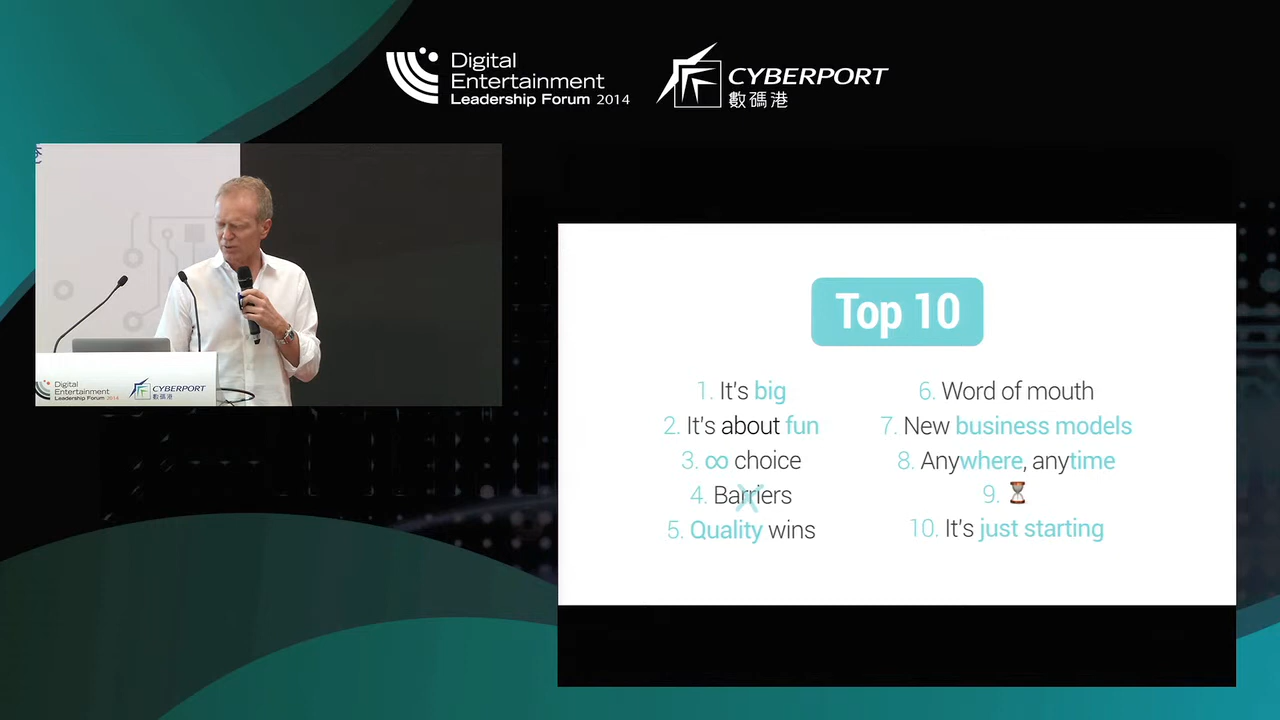 Digital
Entertainment
Leadership Forum 2014
CYBERPORT
數碼港
Digital
Entertainment
Leadership Forum 2014
CYBERPORT
數碼港
Top 10
1. It's big
2. It's about fun
3. ∞ choice
4. Barriers
5. Quality wins
6. Word of mouth
7. New business models
8. Anywhere, anytime
9. ⏳
10. It's just starting